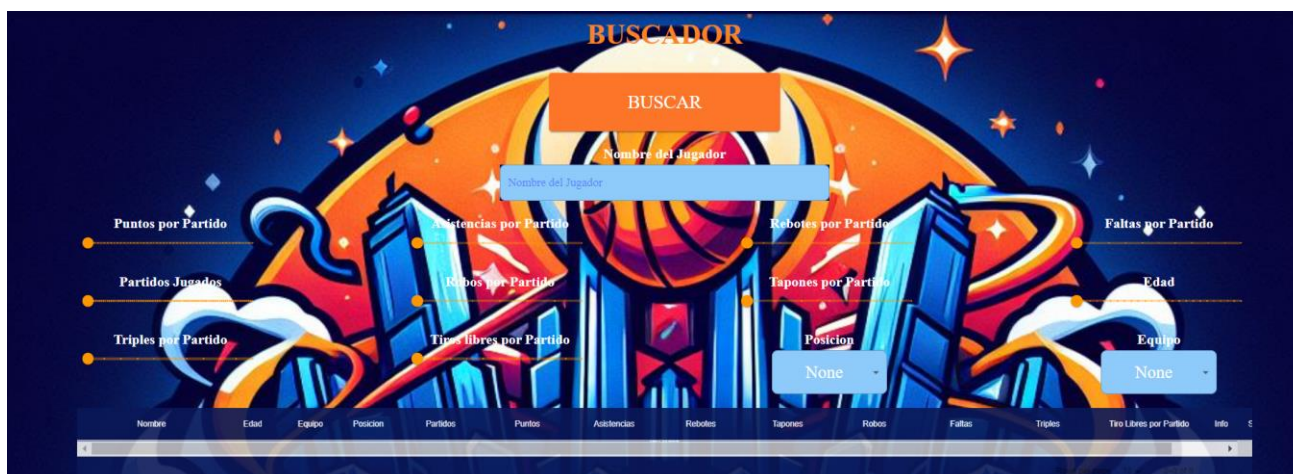 BUSCADOR
BUSCAR
Nombre del Jugador
Nombre del Jugador
Puntos por Partido Asistencias por Partido Rebotes por Partido Faltas por Partido
Partidos Jugados Robos por Partido Tapones por Partido Edad
Triples por Partido Tiros libres por Partido Posicion Equipo
None None
Nombre Edad Equipo Posicion Partidos Puntos Asistencias Rebotes Tapones Robos Faltas Triples Tiro Libres por Partido Info S